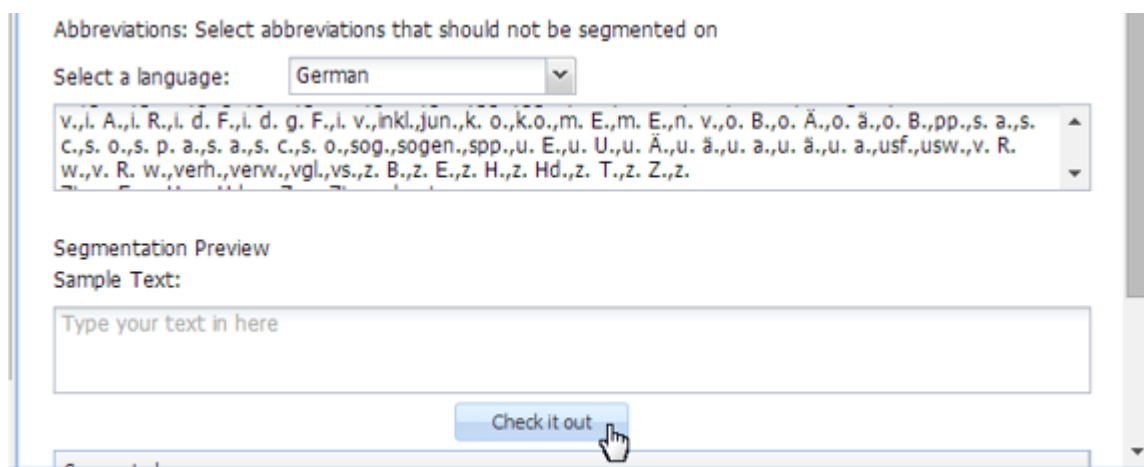 Abbreviations: Select abbreviations that should not be segmented on
Select a language: German
v.,i. A.,i. R.,i. d. F.,i. d. g. F.,i. v.,inkl.,jun.,k. o.,k.o.,m. E.,m. E.,n. v.,o. B.,o. Ä.,o. ä.,o. B.,pp.,s. a.,s.
c.,s. o.,s. p. a.,s. a.,s. c.,s. o.,sog.,sogen.,spp.,u. E.,u. U.,u. Ä.,u. ä.,u. a.,u. ä.,u. a.,usf.,usw.,v. R.
w.,v. R. w.,verh.,verw.,vgl.,vs.,z. B.,z. E.,z. H.,z. Hd.,z. T.,z. Z.,z.
Segmentation Preview
Sample Text:
Type your text in here
Check it out